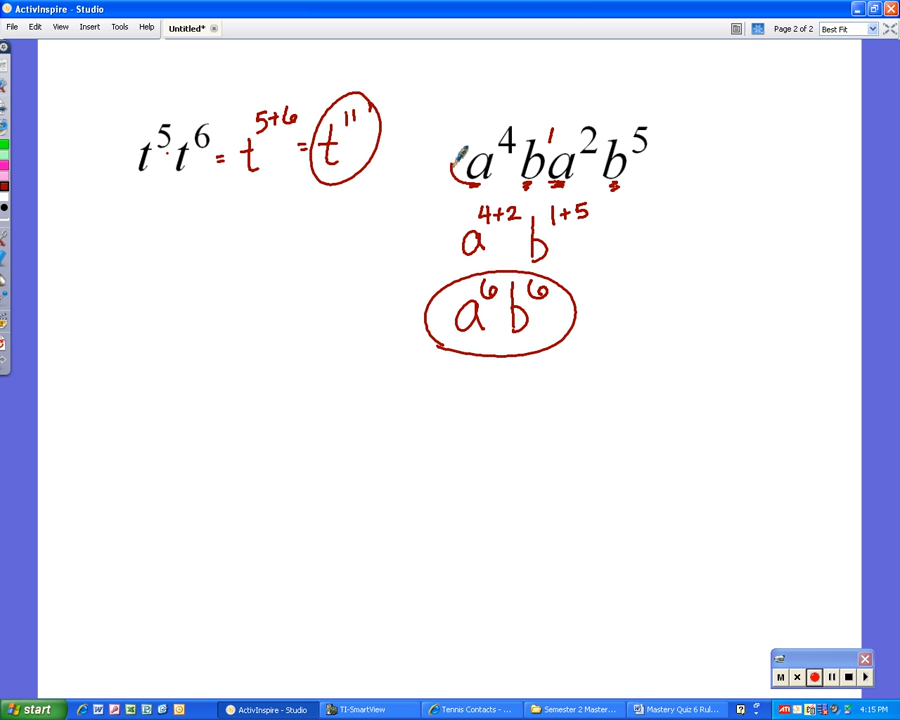 ActivInspire - Studio
File Edit View Insert Tools Help Untitled* Page 2 of 2 Best Fit
t⁵·t⁶ = t⁵⁺⁶ = t¹¹
a⁴b¹a²b⁵
a⁴⁺² b¹⁺⁵
a⁶b⁶
M
start ActivInspire - Studio TI-SmartView Tennis Contacts - ... Semester 2 Master... Mastery Quiz 6 Rul... 4:15 PM